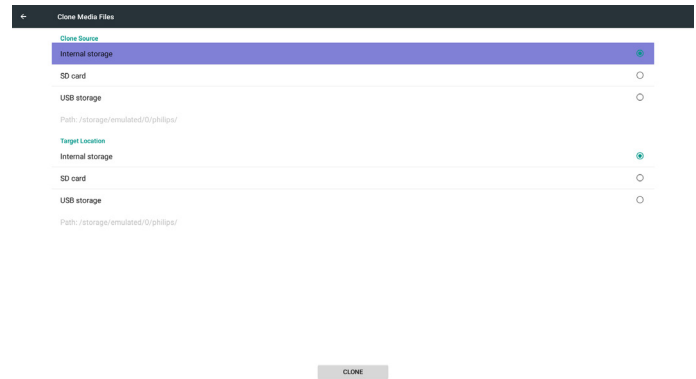 Clone Media Files
Clone Source
Internal storage
SD card
USB storage
Path: /storage/emulated/0/philips/
Target Location
Internal storage
SD card
USB storage
Path: /storage/emulated/0/philips/
CLONE